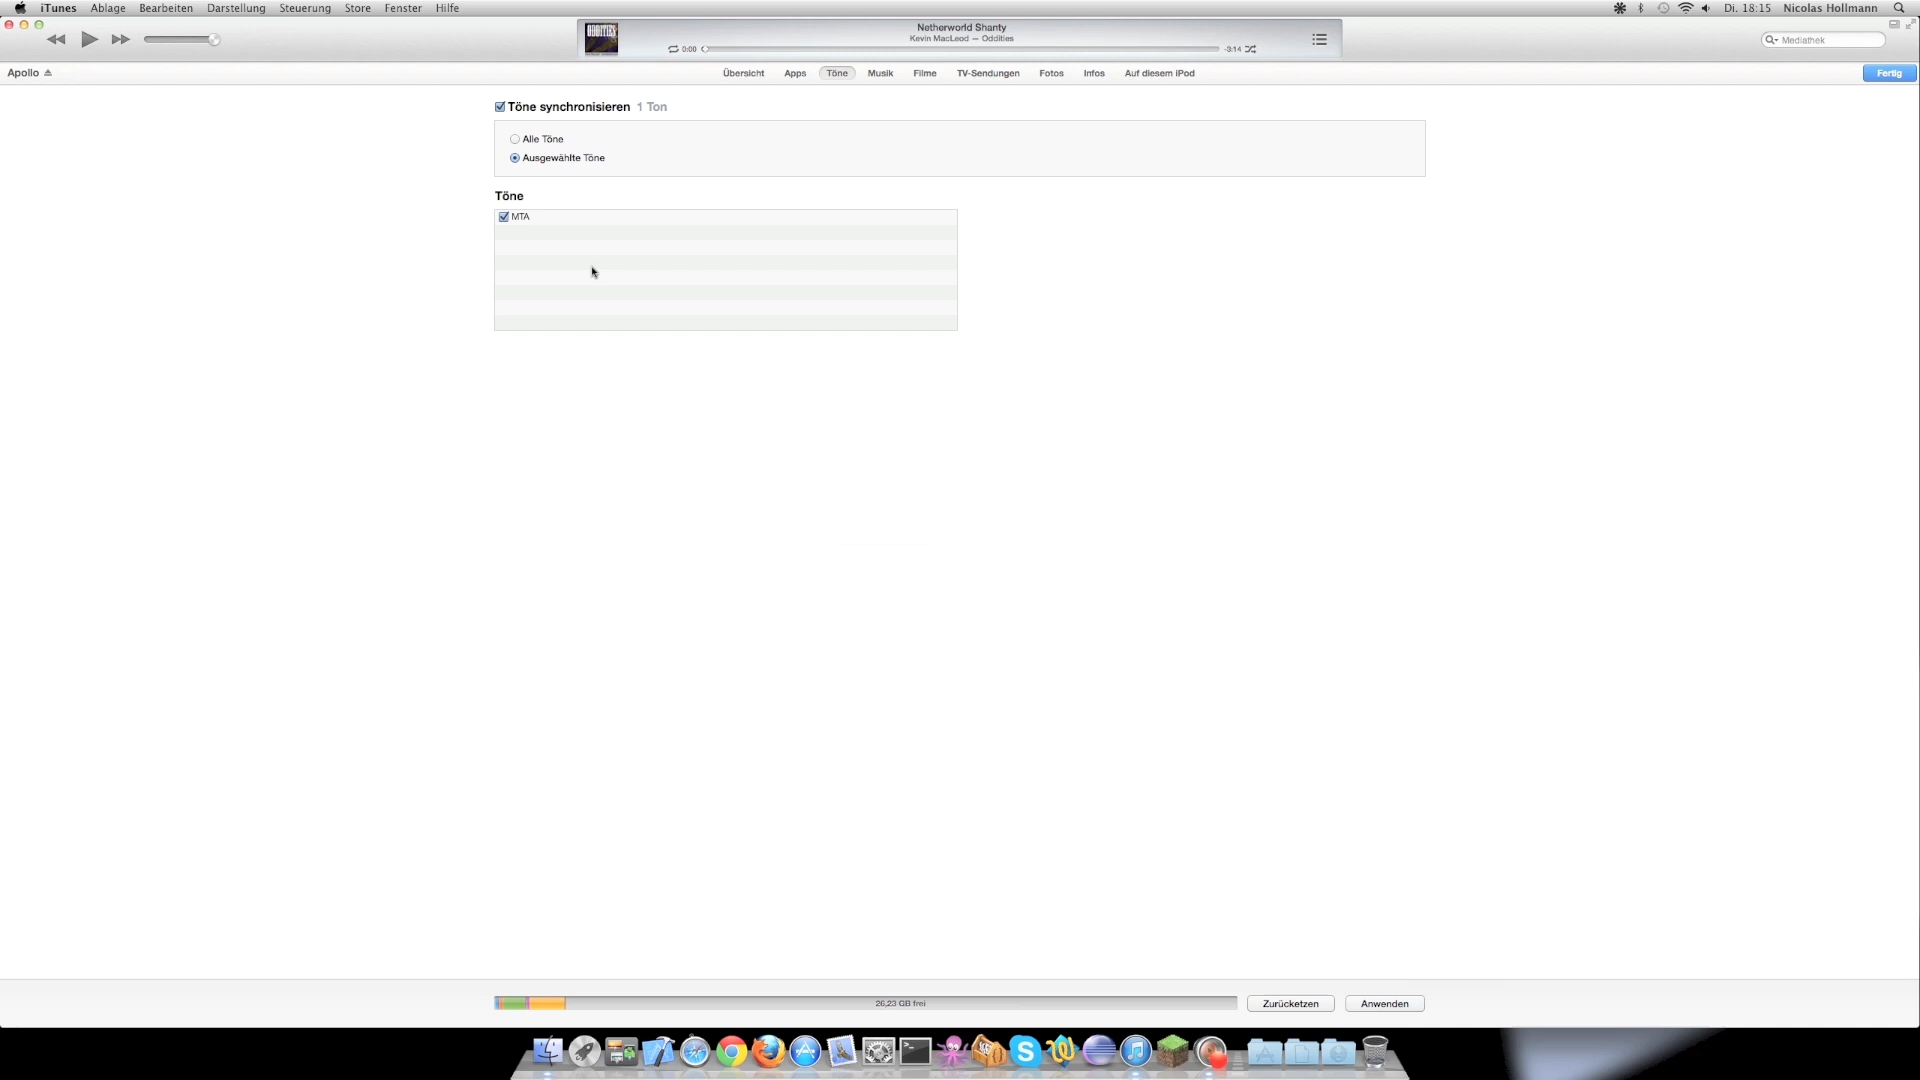 iTunes Ablage Bearbeiten Darstellung Steuerung Store Fenster Hilfe Di. 18:15 Nicolas Hollmann
ODDITIES
Netherworld Shanty
Kevin MacLeod — Oddities
0:00 -3:14
Mediathek
Apollo Übersicht Apps Töne Musik Filme TV-Sendungen Fotos Infos Auf diesem iPod Fertig
Töne synchronisieren 1 Ton
Alle Töne
Ausgewählte Töne
Töne
MTA
26,23 GB frei Zurücketzen Anwenden